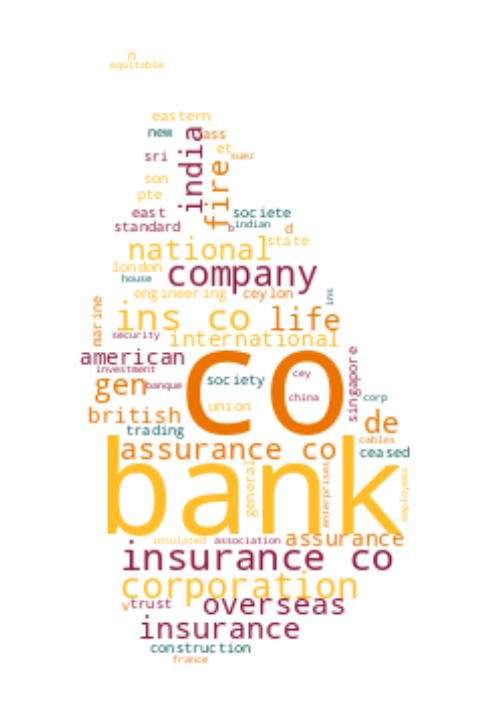 n
equitable
eastern
new
ass
india
fire
et
sri
suez
son
pte
east
societe
standard
b
indian
d
national
state
london
company
house
engineering
ceylon
ins
marine
ins co
life
security
international
american
co
singapore
investment
gen
banque
society
cey
china
corp
british
union
de
trading
cables
assurance co
ceased
bank
general
enterprises
employees
insulated
association
assurance
insurance co
corporation
v
trust
overseas
insurance
construction
france